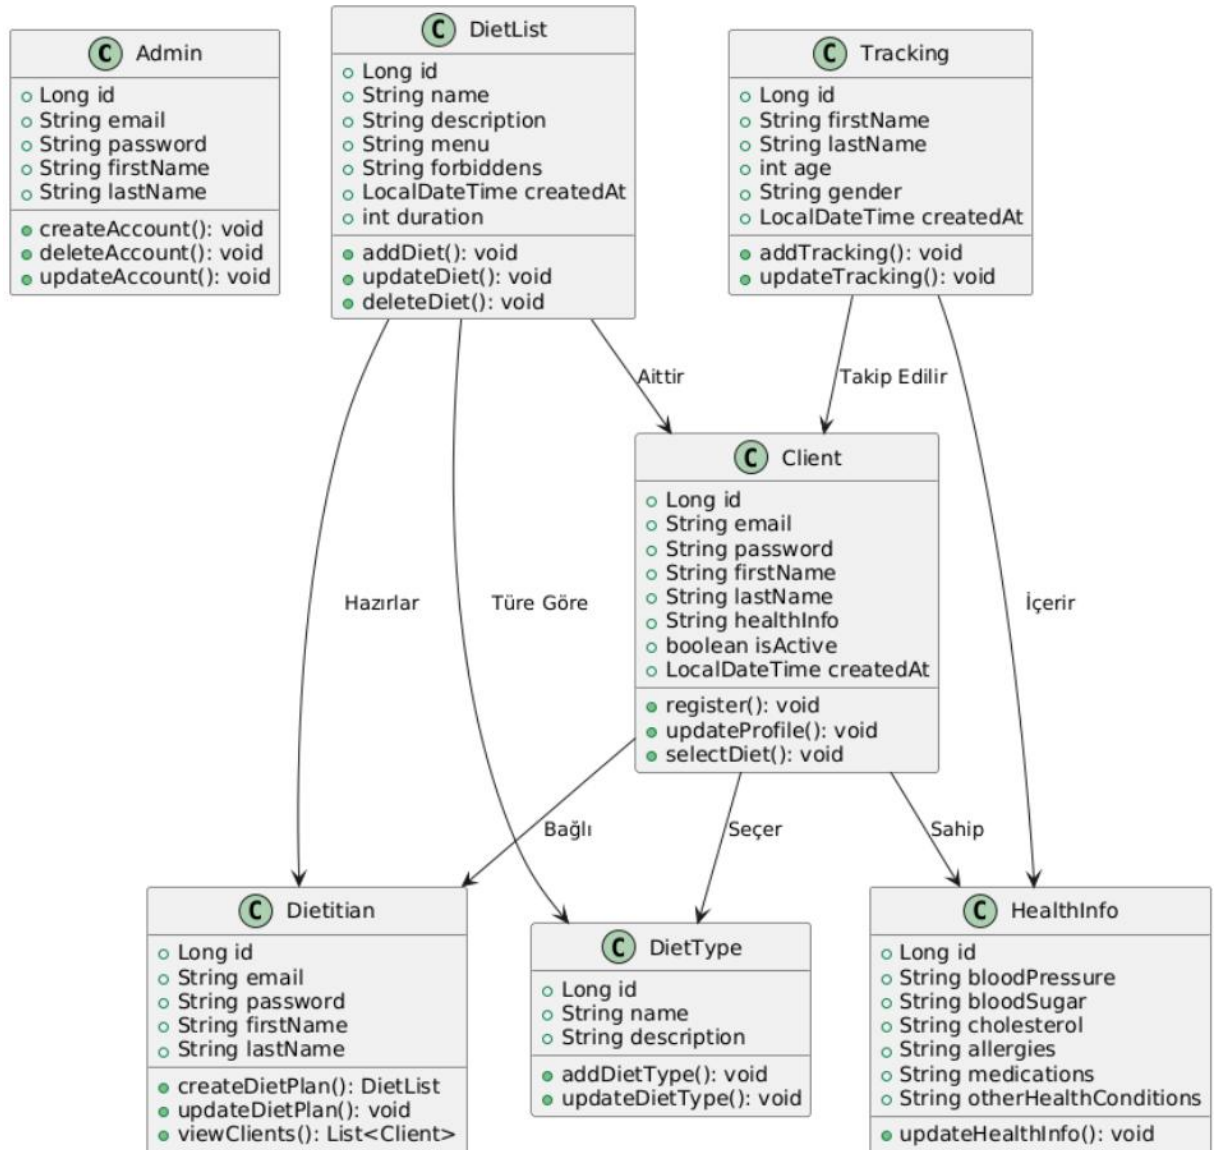 C Admin
Long id
String email
String password
String firstName
String lastName
createAccount(): void
deleteAccount(): void
updateAccount(): void
C DietList
Long id
String name
String description
String menu
String forbiddens
LocalDateTime createdAt
int duration
addDiet(): void
updateDiet(): void
deleteDiet(): void
C Tracking
Long id
String firstName
String lastName
int age
String gender
LocalDateTime createdAt
addTracking(): void
updateTracking(): void
Aittir
Takip Edilir
C Client
Long id
String email
String password
String firstName
String lastName
String healthInfo
boolean isActive
LocalDateTime createdAt
register(): void
updateProfile(): void
selectDiet(): void
Hazırlar
Türe Göre
İçerir
Bağlı
Seçer
Sahip
C Dietitian
Long id
String email
String password
String firstName
String lastName
createDietPlan(): DietList
updateDietPlan(): void
viewClients(): List<Client>
C DietType
Long id
String name
String description
addDietType(): void
updateDietType(): void
C HealthInfo
Long id
String bloodPressure
String bloodSugar
String cholesterol
String allergies
String medications
String otherHealthConditions
updateHealthInfo(): void